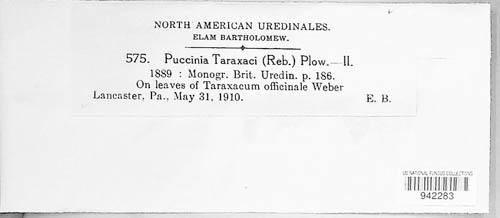 NORTH AMERICAN UREDINALES.
ELAM BARTHOLOMEW.
575. Puccinia Taraxaci (Reb.) Plow.—II.
1889 : Monogr. Brit. Uredin. p. 186.
On leaves of Taraxacum officinale Weber
Lancaster, Pa., May 31, 1910. E. B.
US NATIONAL FUNGUS COLLECTIONS
942283